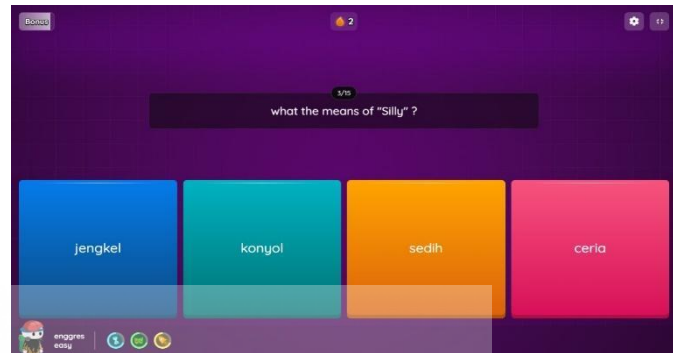 Bonus
2
3/15
what the means of "Silly" ?
jengkel
konyol
sedih
ceria
enggres
easy